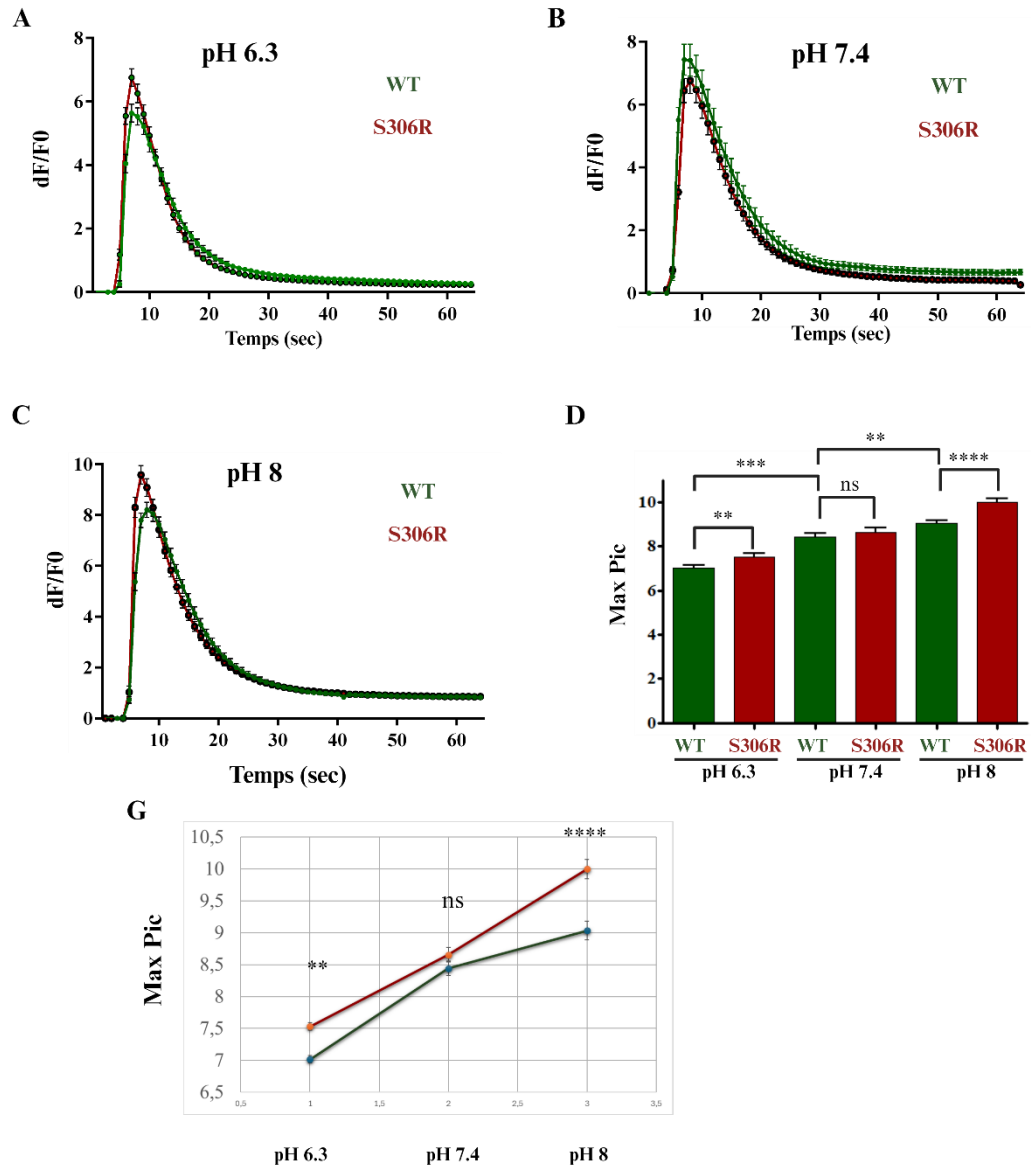 A
pH 6.3
WT
S306R
dF/F0
8
6
4
2
0
10 20 30 40 50 60
Temps (sec)
B
pH 7.4
WT
S306R
dF/F0
8
6
4
2
0
10 20 30 40 50 60
Temps (sec)
C
pH 8
WT
S306R
dF/F0
10
8
6
4
2
0
10 20 30 40 50 60
Temps (sec)
D
**
*** ****
ns
**
Max Pic
10
8
6
4
2
0
WT S306R WT S306R WT S306R
pH 6.3 pH 7.4 pH 8
G
Max Pic
10,5
10
9,5
9
8,5
8
7,5
7
6,5
****
ns
**
0,5 1 1,5 2 2,5 3 3,5
pH 6.3 pH 7.4 pH 8